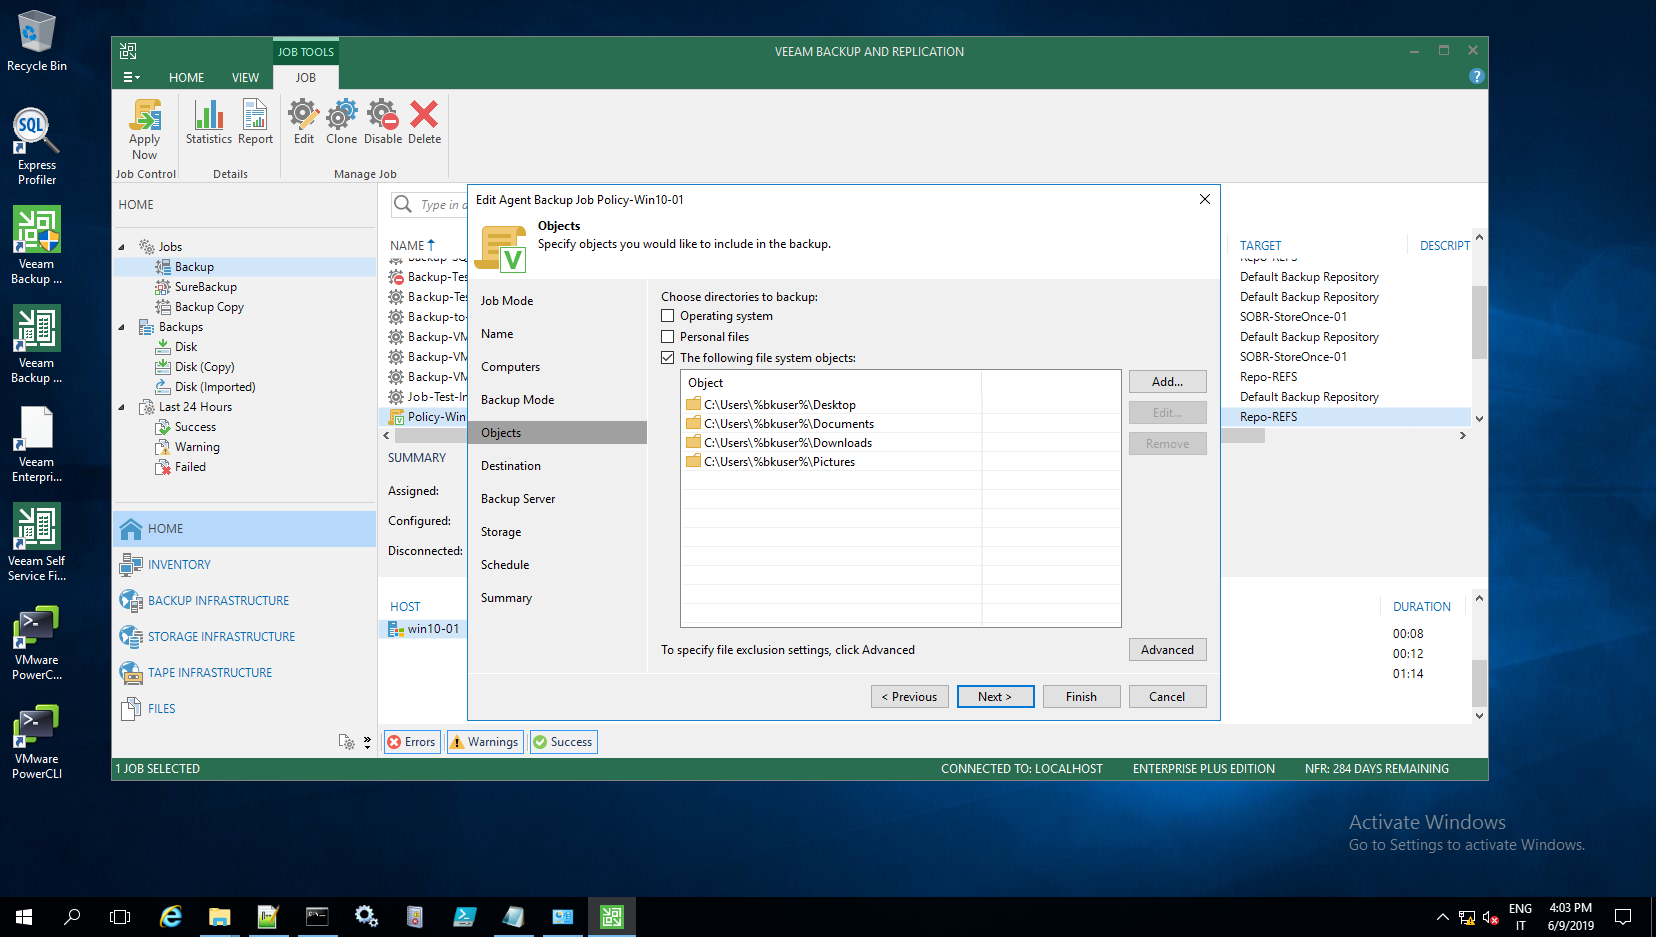 Recycle Bin
SQL
Express
Profiler
Veeam
Backup ...
Veeam
Backup ...
Veeam
Enterpri...
Veeam Self
Service Fi...
VMware
PowerC...
VMware
PowerCLI
JOB TOOLS
VEEAM BACKUP AND REPLICATION
HOME
VIEW
JOB
Apply
Now
Statistics
Report
Edit
Clone
Disable
Delete
Job Control
Details
Manage Job
HOME
Jobs
Backup
SureBackup
Backup Copy
Backups
Disk
Disk (Copy)
Disk (Imported)
Last 24 Hours
Success
Warning
Failed
HOME
INVENTORY
BACKUP INFRASTRUCTURE
STORAGE INFRASTRUCTURE
TAPE INFRASTRUCTURE
FILES
Type in
NAME
Backup-Te
Backup-Te
Backup-to-
Backup-VM
Backup-VM
Backup-VM
Job-Test-In
Policy-Win
SUMMARY
Assigned:
Configured:
Disconnected:
HOST
win10-01
Edit Agent Backup Job Policy-Win10-01
Objects
Specify objects you would like to include in the backup.
Job Mode
Name
Computers
Backup Mode
Objects
Destination
Backup Server
Storage
Schedule
Summary
Choose directories to backup:
Operating system
Personal files
The following file system objects:
Object
C:\Users\%bkuser%\Desktop
C:\Users\%bkuser%\Documents
C:\Users\%bkuser%\Downloads
C:\Users\%bkuser%\Pictures
Add...
Edit...
Remove
To specify file exclusion settings, click Advanced
Advanced
< Previous
Next >
Finish
Cancel
TARGET
DESCRIPT
Repo-REFS
Default Backup Repository
Default Backup Repository
SOBR-StoreOnce-01
Default Backup Repository
SOBR-StoreOnce-01
Repo-REFS
Default Backup Repository
Repo-REFS
DURATION
00:08
00:12
01:14
Errors
Warnings
Success
1 JOB SELECTED
CONNECTED TO: LOCALHOST
ENTERPRISE PLUS EDITION
NFR: 284 DAYS REMAINING
Activate Windows
Go to Settings to activate Windows.
ENG
IT
4:03 PM
6/9/2019